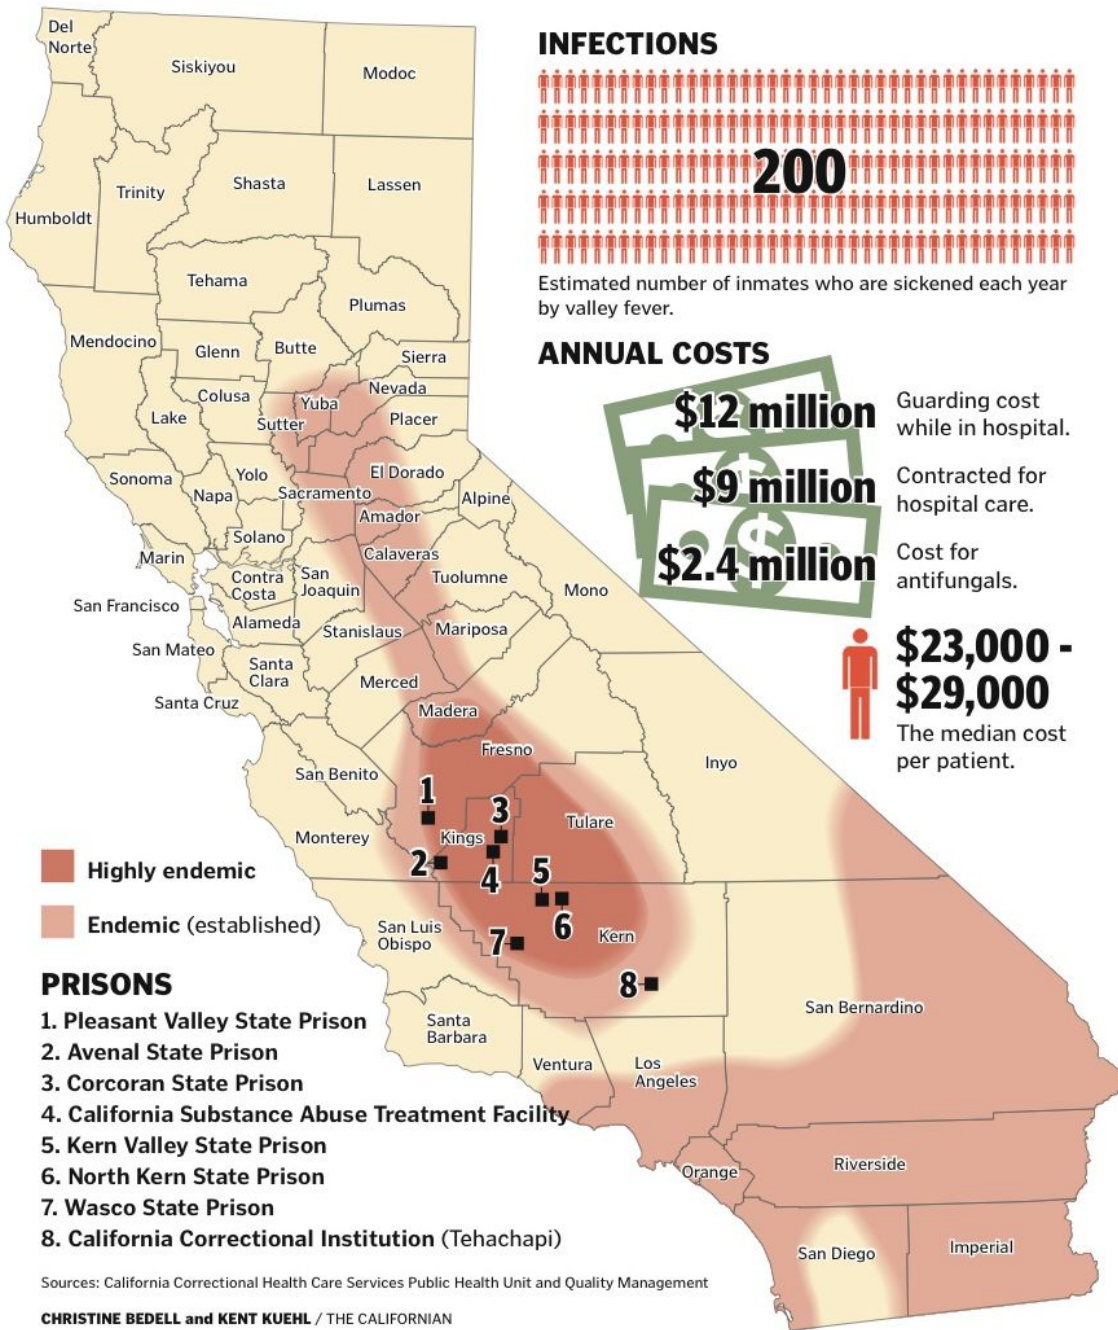 Del
Norte
Siskiyou
Modoc
Humboldt
Trinity
Shasta
Lassen
Tehama
Plumas
Mendocino
Glenn
Butte
Sierra
Colusa
Nevada
Yuba
Lake
Sutter
Placer
Sonoma
Yolo
El Dorado
Napa
Sacramento
Alpine
Amador
Solano
Marin
Calaveras
Contra
Costa
San
Joaquin
Tuolumne
Mono
San Francisco
Alameda
Stanislaus
Mariposa
San Mateo
Santa
Clara
Merced
Santa Cruz
Madera
Fresno
San Benito
Inyo
1
3
Tulare
Monterey
Kings
2
4
5
6
San Luis
Obispo
7
Kern
8
San Bernardino
Santa
Barbara
Ventura
Los
Angeles
Orange
Riverside
San Diego
Imperial
INFECTIONS
200
Estimated number of inmates who are sickened each year
by valley fever.
ANNUAL COSTS
$12 million
Guarding cost
while in hospital.
$9 million
Contracted for
hospital care.
$2.4 million
Cost for
antifungals.
$23,000 -
$29,000
The median cost
per patient.
Highly endemic
Endemic (established)
PRISONS
1. Pleasant Valley State Prison
2. Avenal State Prison
3. Corcoran State Prison
4. California Substance Abuse Treatment Facility
5. Kern Valley State Prison
6. North Kern State Prison
7. Wasco State Prison
8. California Correctional Institution (Tehachapi)
Sources: California Correctional Health Care Services Public Health Unit and Quality Management
CHRISTINE BEDELL and KENT KUEHL / THE CALIFORNIAN